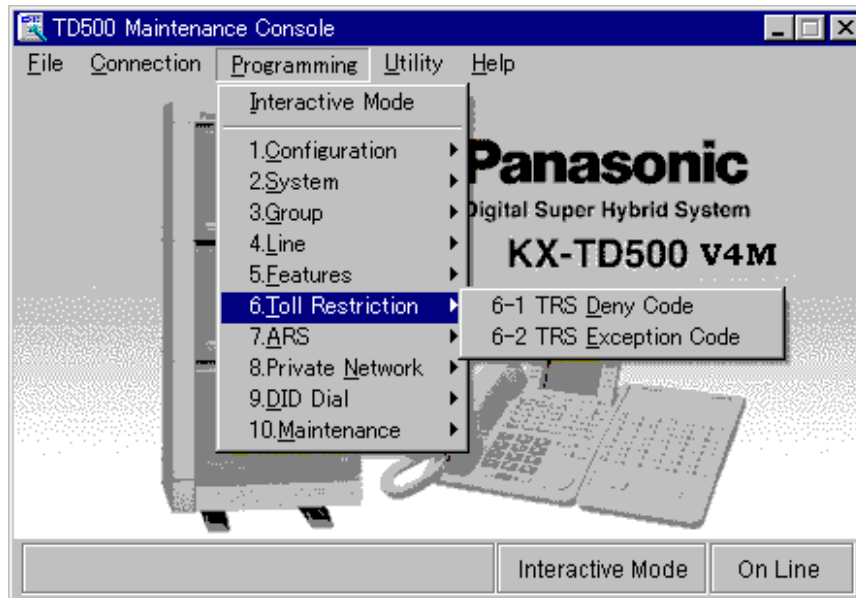 TD500 Maintenance Console
File Connection Programming Utility Help
Interactive Mode
1.Configuration
2.System
3.Group
4.Line
5.Features
6.Toll Restriction
7.ARS
8.Private Network
9.DID Dial
10.Maintenance
6-1 TRS Deny Code
6-2 TRS Exception Code
Panasonic
Digital Super Hybrid System
KX-TD500 V4M
Interactive Mode On Line